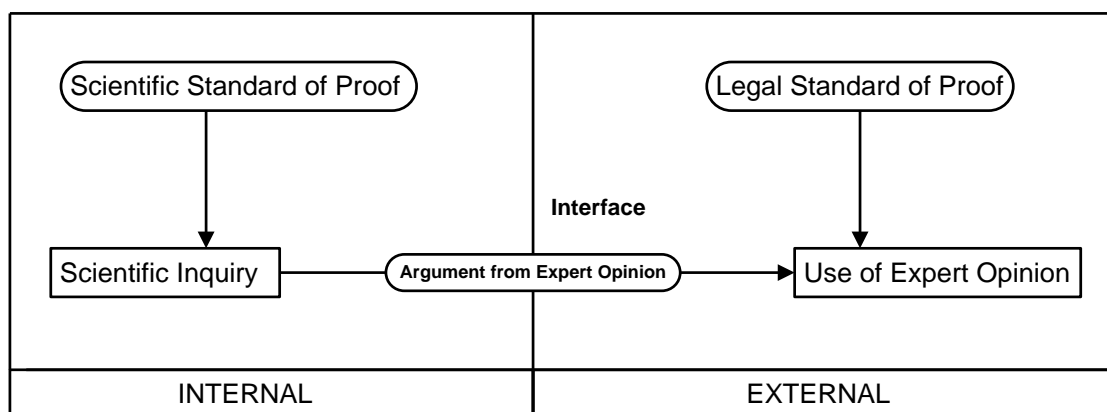 Scientific Standard of Proof
Legal Standard of Proof
Interface
Scientific Inquiry
Argument from Expert Opinion
Use of Expert Opinion
INTERNAL
EXTERNAL